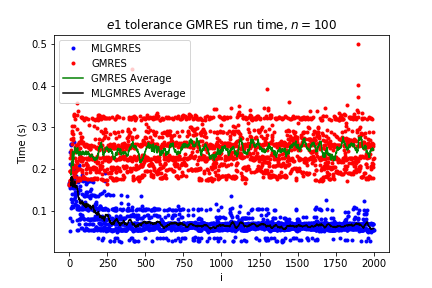 e1 tolerance GMRES run time, n = 100
MLGMRES
GMRES
GMRES Average
MLGMRES Average
Time (s)
0.5
0.4
0.3
0.2
0.1
0 250 500 750 1000 1250 1500 1750 2000
i